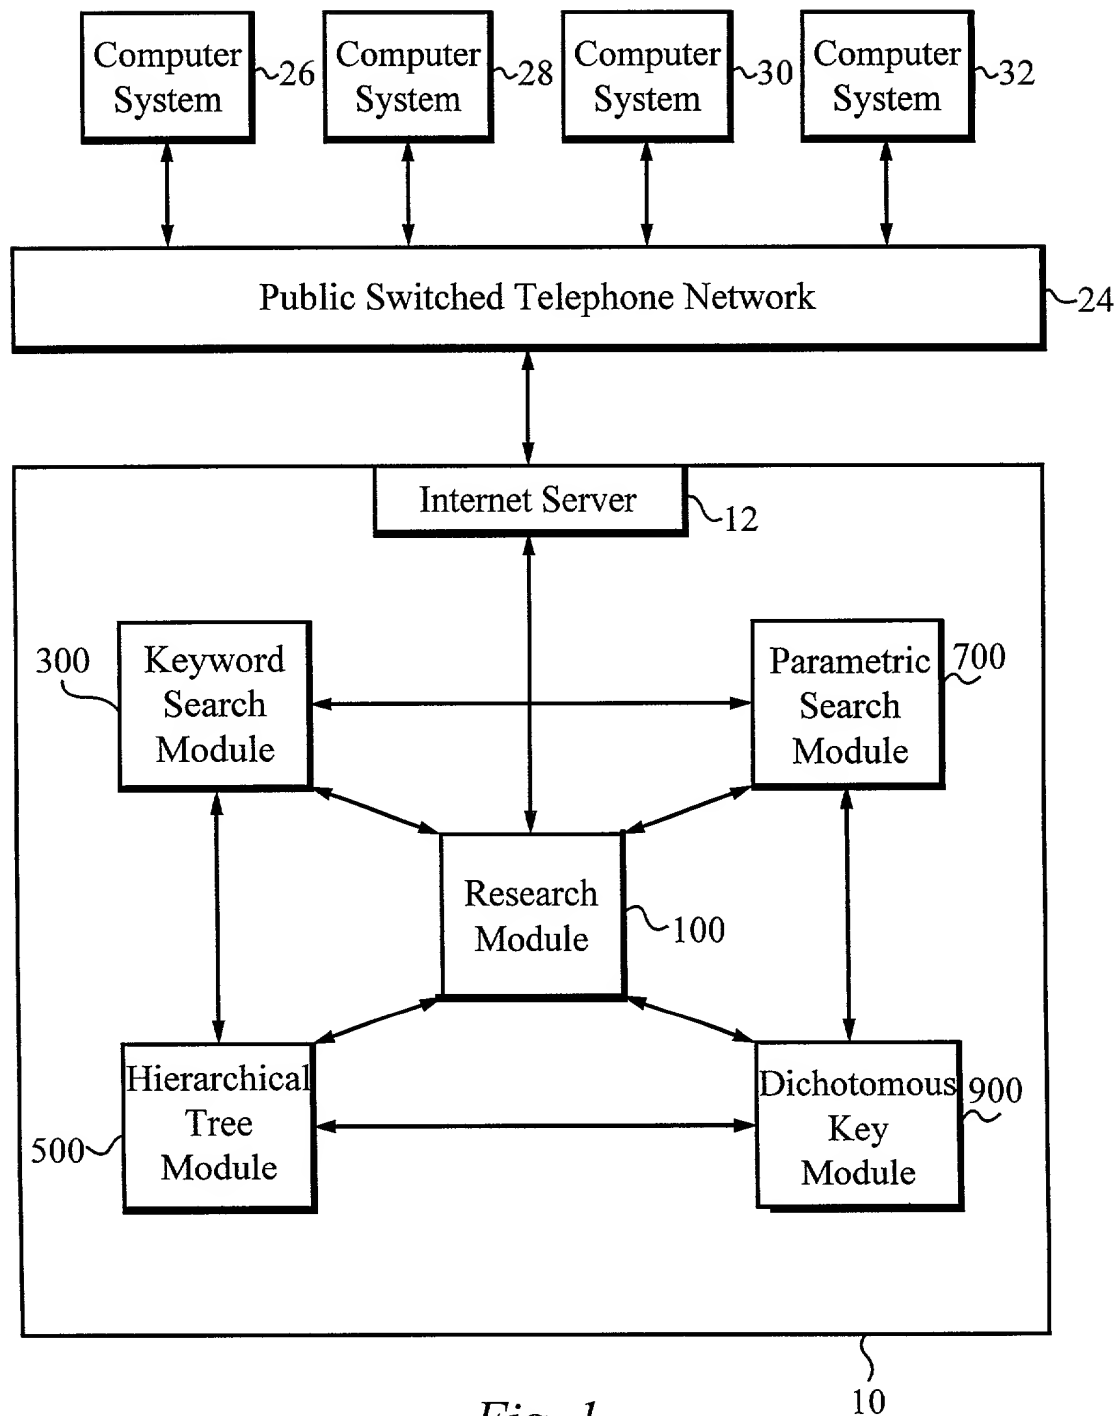 Computer
System
26
Computer
System
28
Computer
System
30
Computer
System
32
Public Switched Telephone Network
24
Internet Server
12
300
Keyword
Search
Module
Parametric
Search
Module
700
Research
Module
100
Hierarchical
Tree
Module
500
Dichotomous
Key
Module
900
10
Fig. 1